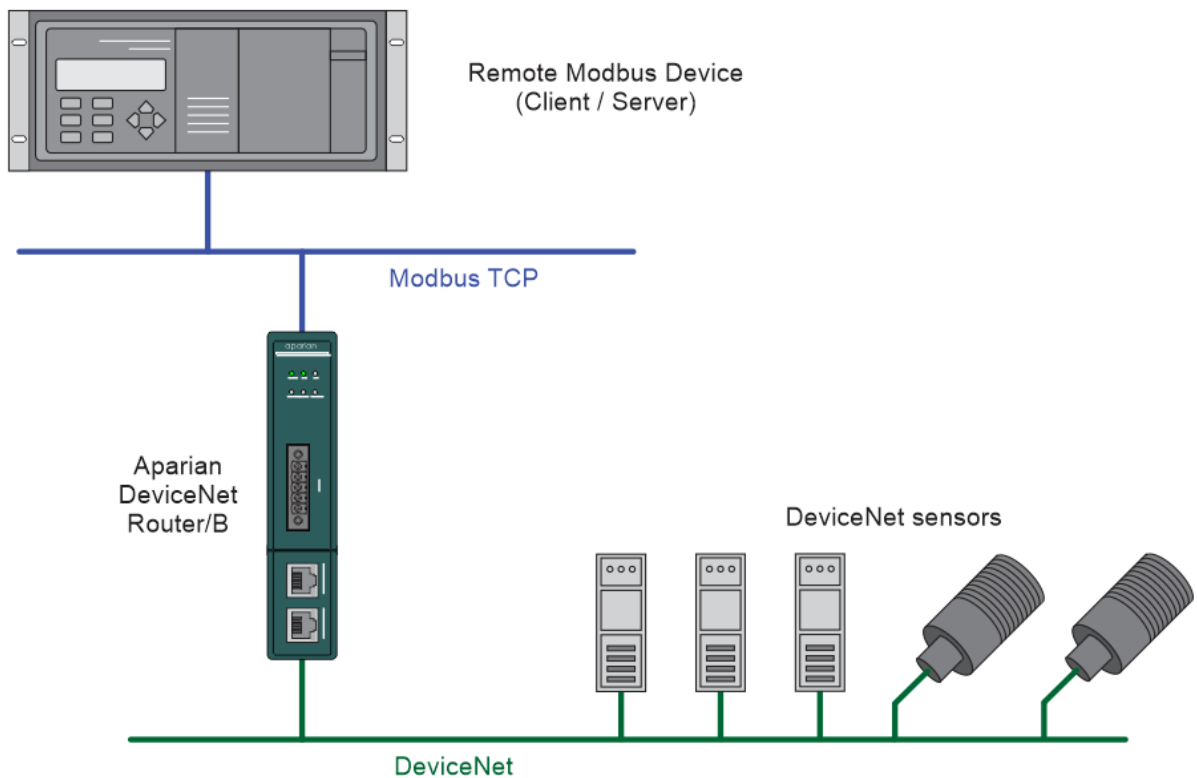 Remote Modbus Device
(Client / Server)
Modbus TCP
aparian
Aparian
DeviceNet
Router/B
DeviceNet sensors
DeviceNet